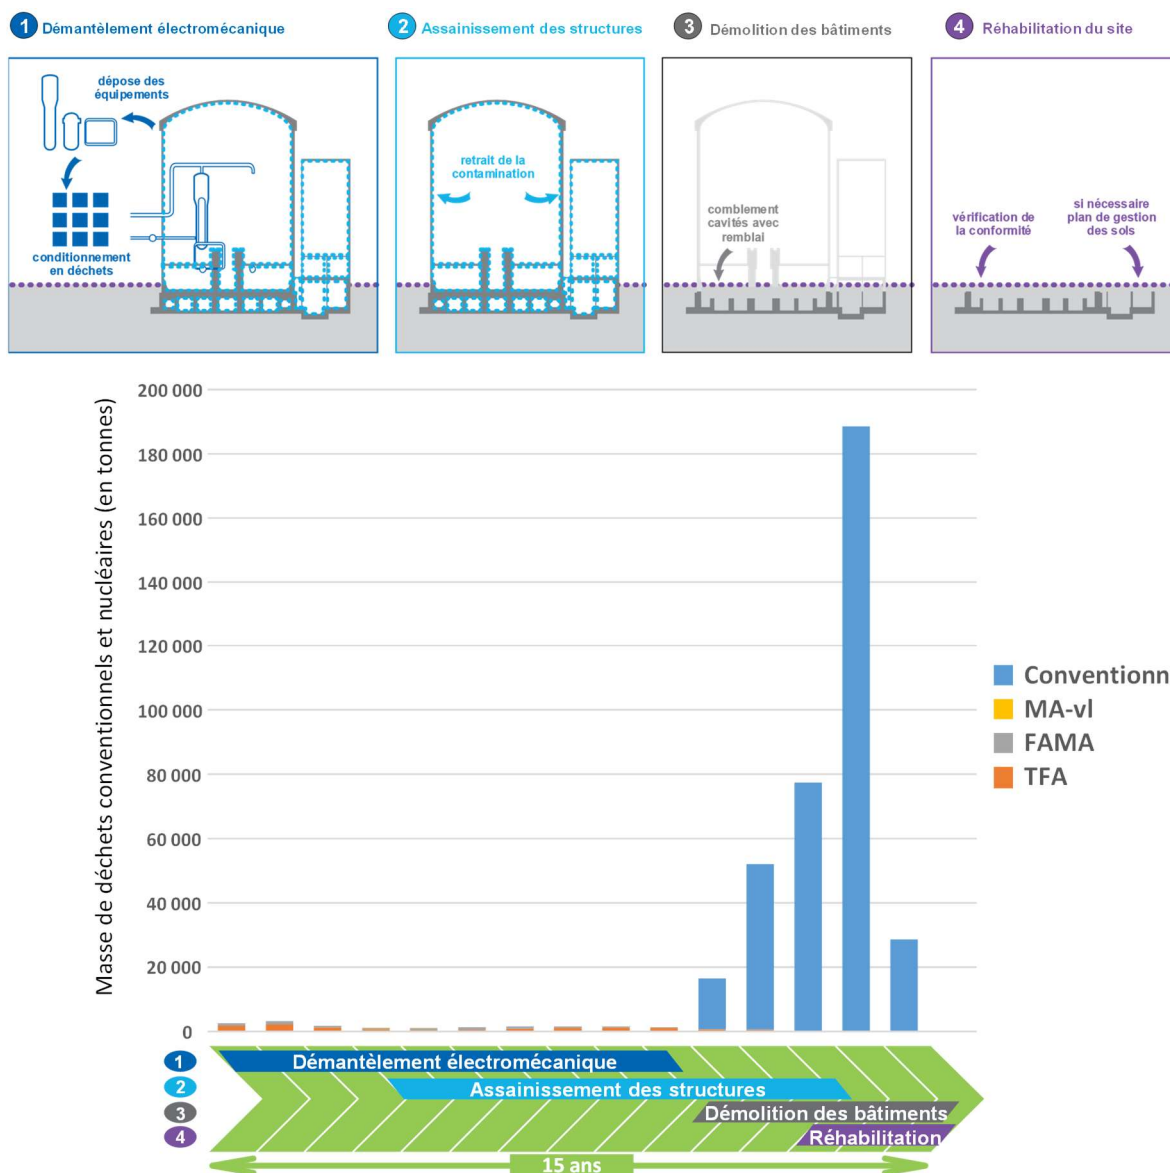 1 Démantèlement électromécanique
2 Assainissement des structures
3 Démolition des bâtiments
4 Réhabilitation du site
dépose des
équipements
conditionnement
en déchets
retrait de la
contamination
comblement
cavités avec
remblai
vérification de
la conformité
si nécessaire
plan de gestion
des sols
Masse de déchets conventionnels et nucléaires (en tonnes)
200 000
180 000
160 000
140 000
120 000
100 000
80 000
60 000
40 000
20 000
0
Conventionn
MA-vl
FAMA
TFA
1 Démantèlement électromécanique
2 Assainissement des structures
3 Démolition des bâtiments
4 Réhabilitation
15 ans